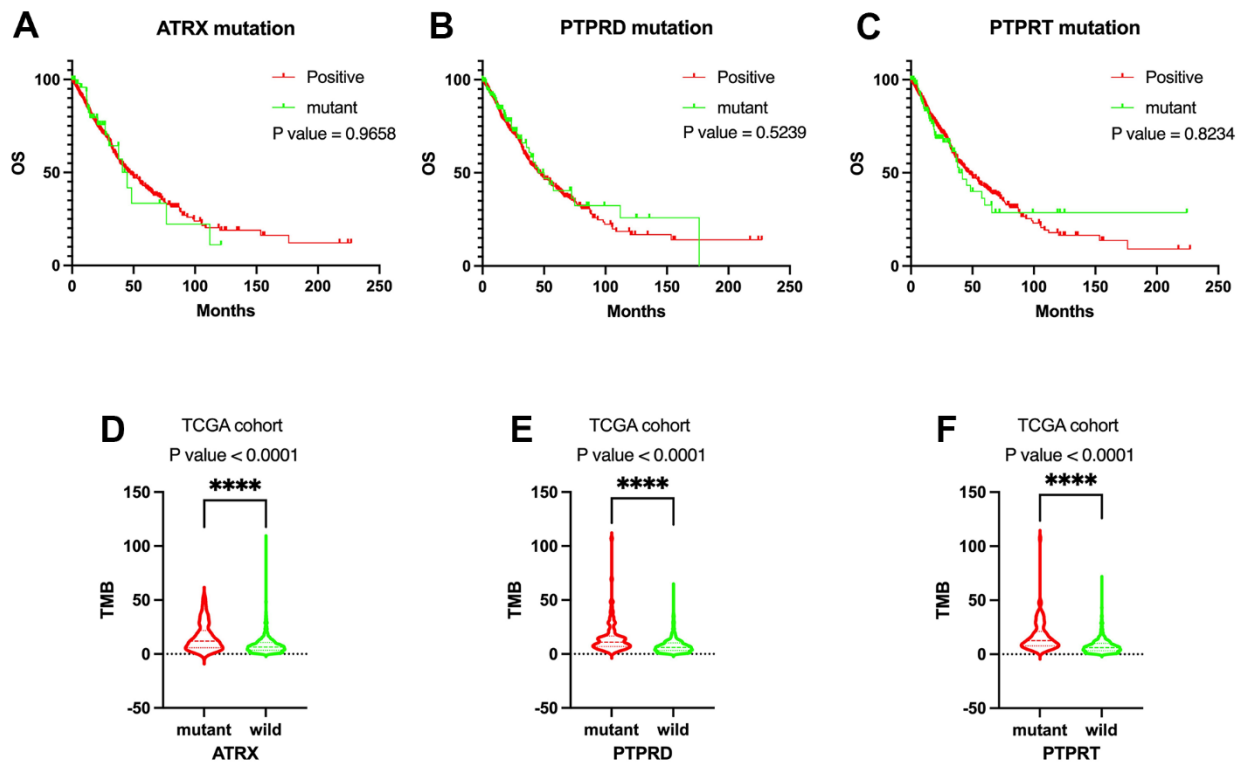 A
ATRX mutation
100
50
0
OS
0 50 100 150 200 250
Months
Positive
mutant
P value = 0.9658
B
PTPRD mutation
100
50
0
OS
0 50 100 150 200 250
Months
Positive
mutant
P value = 0.5239
C
PTPRT mutation
100
50
0
OS
0 50 100 150 200 250
Months
Positive
mutant
P value = 0.8234
D
TCGA cohort
P value < 0.0001
****
150
100
50
0
-50
TMB
mutant wild
ATRX
E
TCGA cohort
P value < 0.0001
****
150
100
50
0
-50
TMB
mutant wild
PTPRD
F
TCGA cohort
P value < 0.0001
****
150
100
50
0
-50
TMB
mutant wild
PTPRT